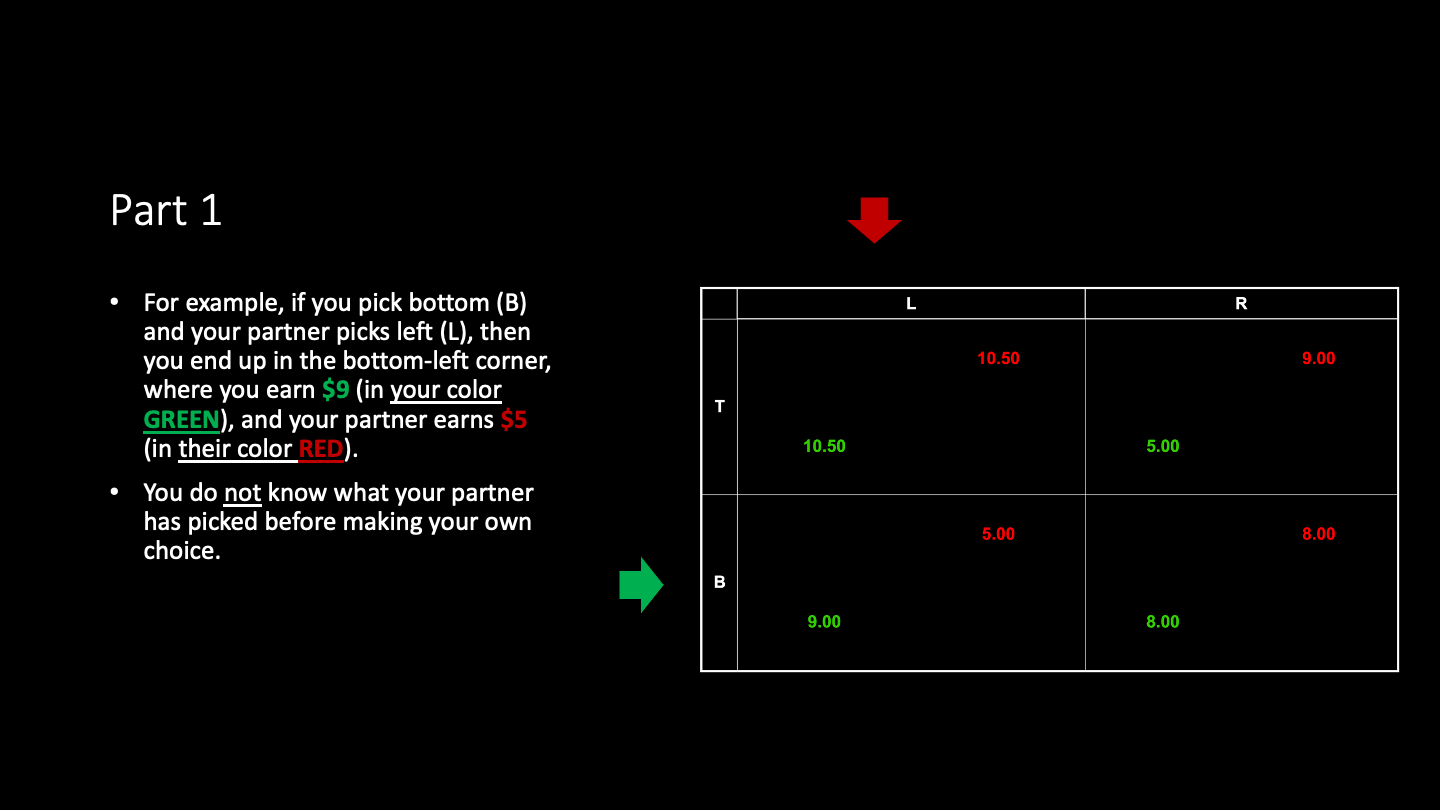 Part 1
• For example, if you pick bottom (B)
and your partner picks left (L), then
you end up in the bottom-left corner,
where you earn $9 (in your color
GREEN), and your partner earns $5
(in their color RED).
• You do not know what your partner
has picked before making your own
choice.
L R
10.50 9.00
T
10.50 5.00
5.00 8.00
B
9.00 8.00